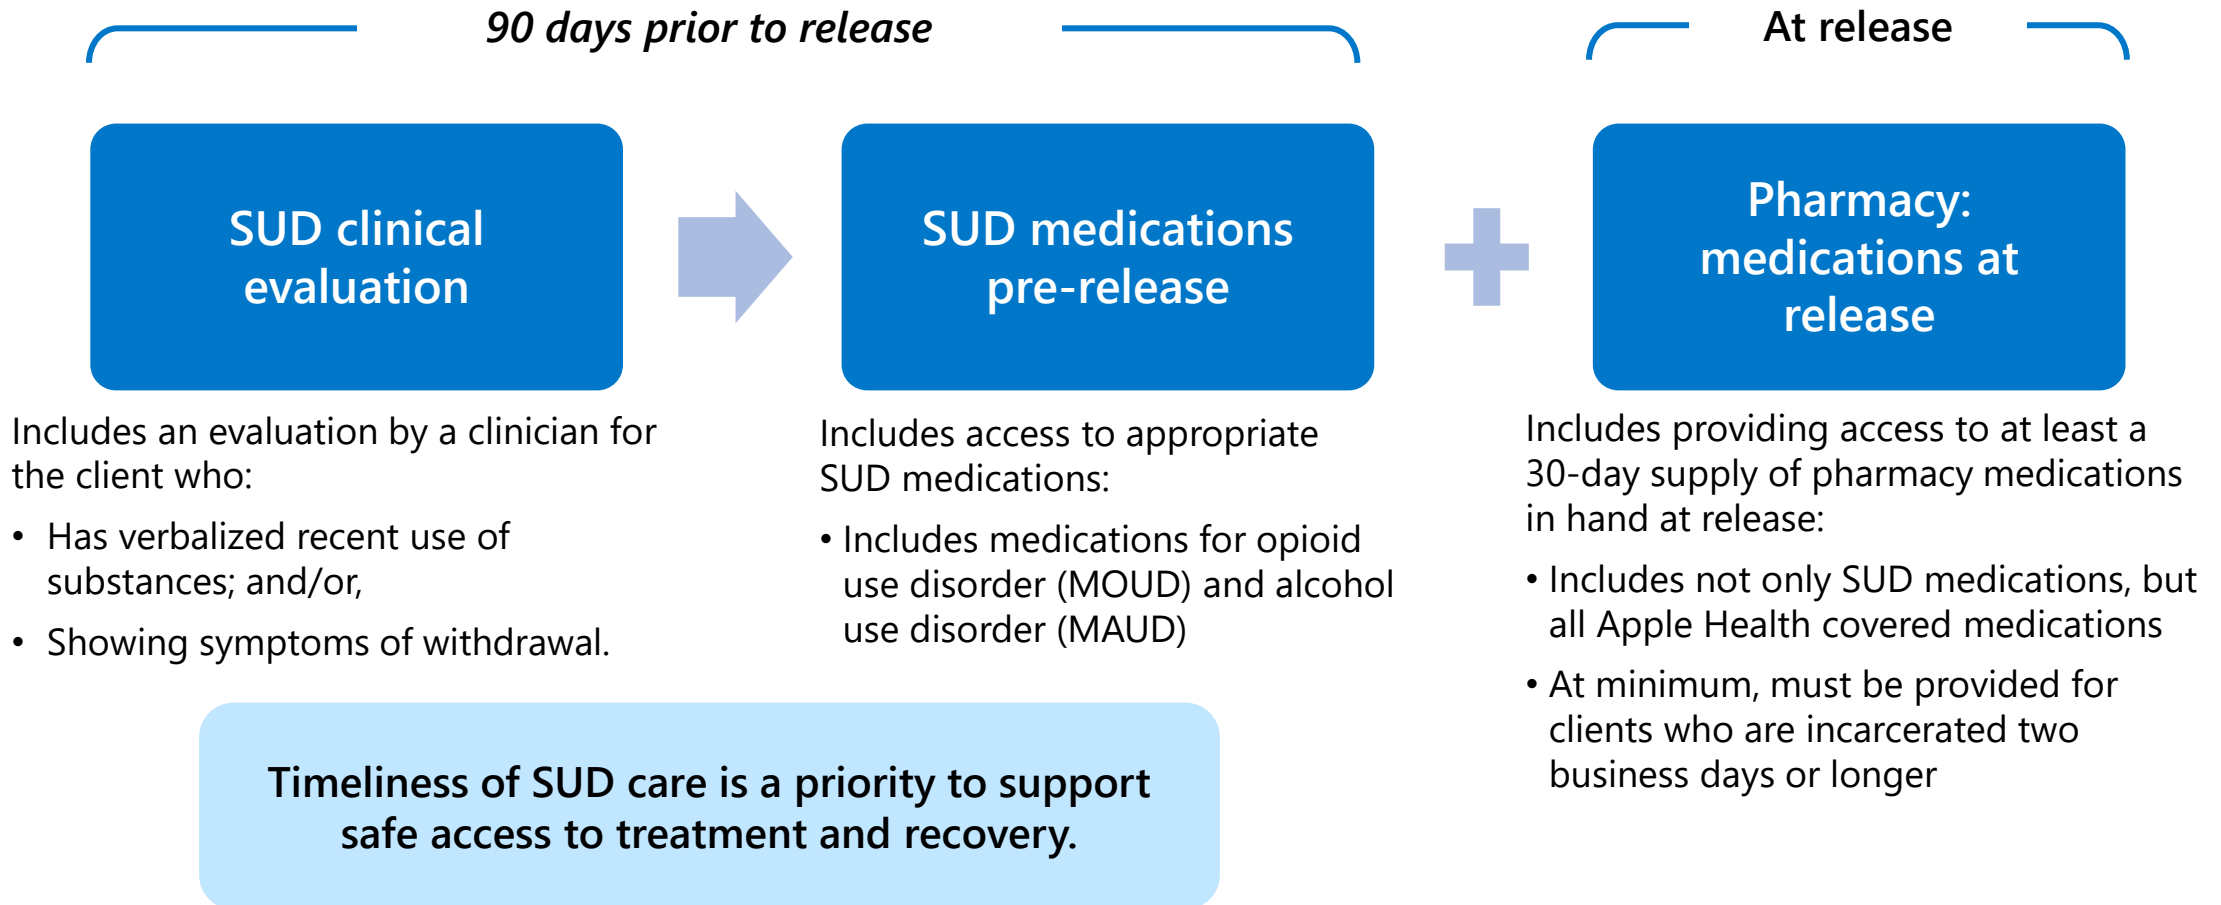 90 days prior to release
At release
SUD clinical
evaluation
SUD medications
pre-release
Pharmacy:
medications at
release
Includes an evaluation by a clinician for
the client who:
• Has verbalized recent use of
substances; and/or,
• Showing symptoms of withdrawal.
Includes access to appropriate
SUD medications:
• Includes medications for opioid
use disorder (MOUD) and alcohol
use disorder (MAUD)
Includes providing access to at least a
30-day supply of pharmacy medications
in hand at release:
• Includes not only SUD medications, but
all Apple Health covered medications
• At minimum, must be provided for
clients who are incarcerated two
business days or longer
Timeliness of SUD care is a priority to support
safe access to treatment and recovery.